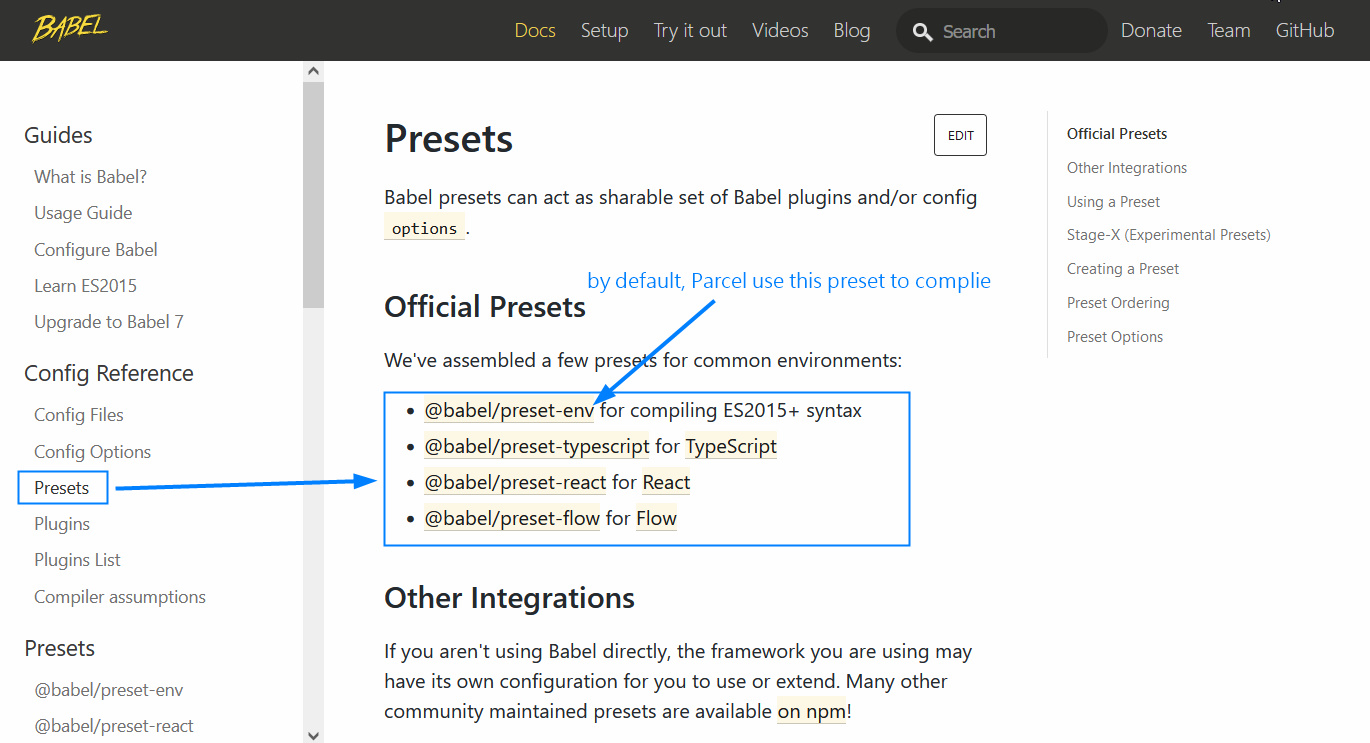 BABEL
Docs Setup Try it out Videos Blog Search Donate Team GitHub
Guides
What is Babel?
Usage Guide
Configure Babel
Learn ES2015
Upgrade to Babel 7
Config Reference
Config Files
Config Options
Presets
Plugins
Plugins List
Compiler assumptions
Presets
@babel/preset-env
@babel/preset-react
Presets
EDIT
Babel presets can act as sharable set of Babel plugins and/or config
options.
by default, Parcel use this preset to complie
Official Presets
We've assembled a few presets for common environments:
• @babel/preset-env for compiling ES2015+ syntax
• @babel/preset-typescript for TypeScript
• @babel/preset-react for React
• @babel/preset-flow for Flow
Other Integrations
If you aren't using Babel directly, the framework you are using may
have its own configuration for you to use or extend. Many other
community maintained presets are available on npm!
Official Presets
Other Integrations
Using a Preset
Stage-X (Experimental Presets)
Creating a Preset
Preset Ordering
Preset Options